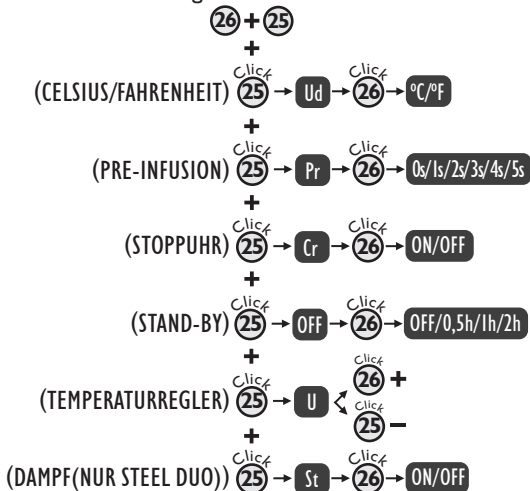 26 + 25
+
(CELSIUS/FAHRENHEIT) Click 25 → Ud → Click 26 → °C/°F
+
(PRE-INFUSION) Click 25 → Pr → Click 26 → 0s/1s/2s/3s/4s/5s
+
(STOPPUHR) Click 25 → Cr → Click 26 → ON/OFF
+
(STAND-BY) Click 25 → OFF → Click 26 → OFF/0,5h/1h/2h
+
Click 26 +
(TEMPERATURREGLER) Click 25 → U
Click 25 −
+
(DAMPF(NUR STEEL DUO)) Click 25 → St → Click 26 → ON/OFF